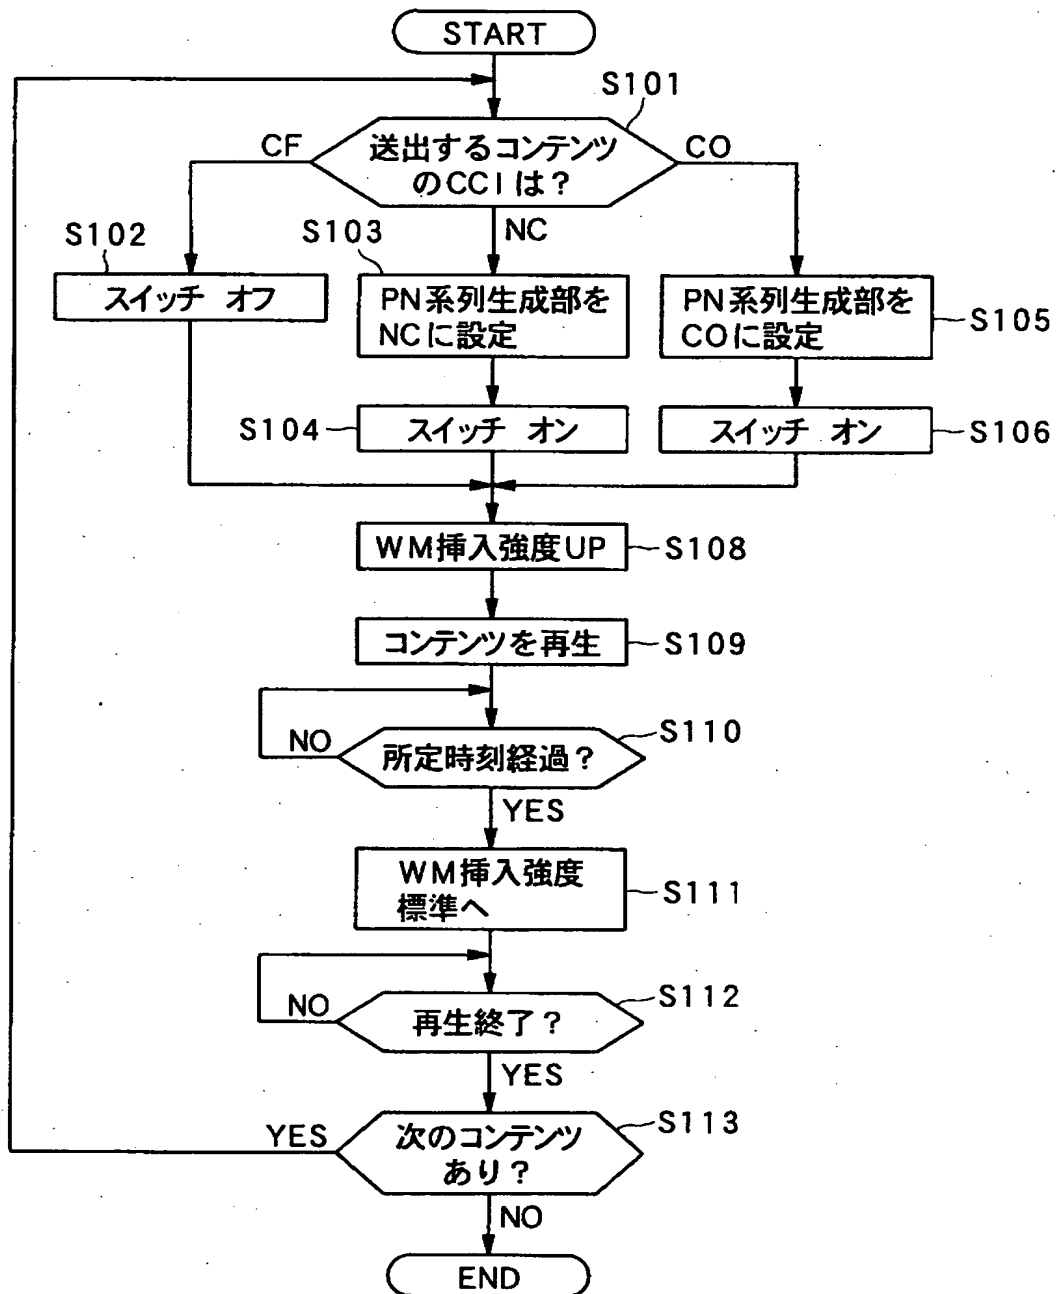 START
S101
CF
送出するコンテンツ
のCCIは？
CO
NC
S102
スイッチ オフ
S103
PN系列生成部を
NCに設定
PN系列生成部を
COに設定
S105
S104
スイッチ オン
スイッチ オン
S106
WM挿入強度UP
S108
コンテンツを再生
S109
S110
NO
所定時刻経過？
YES
WM挿入強度
標準へ
S111
S112
NO
再生終了？
YES
S113
YES
次のコンテンツ
あり？
NO
END